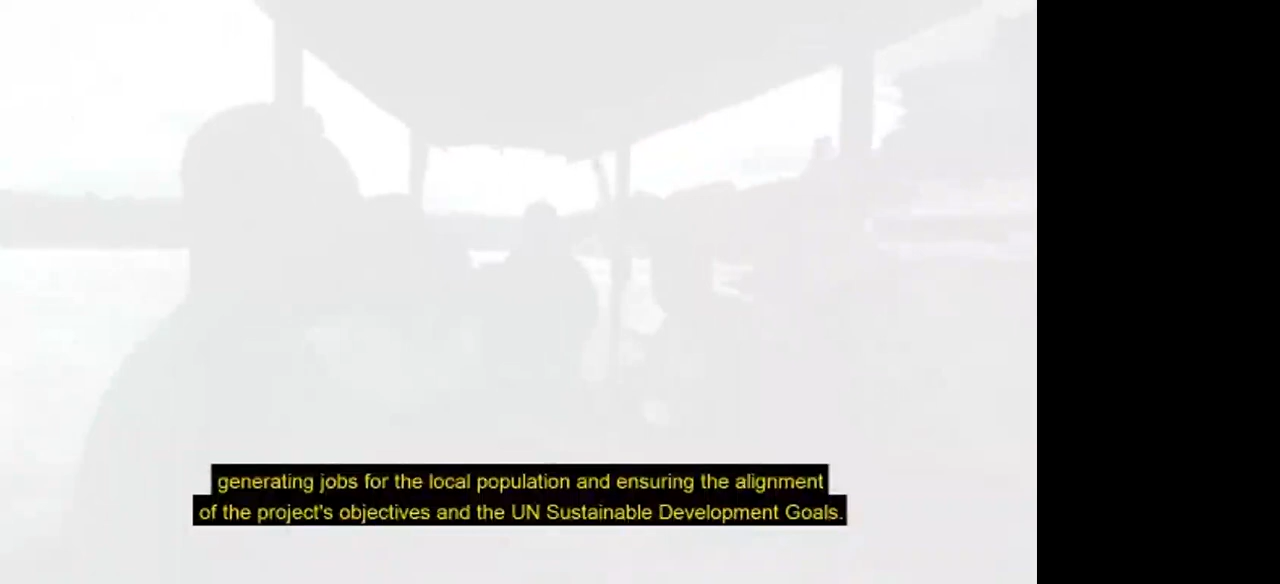 generating jobs for the local population and ensuring the alignment
of the project's objectives and the UN Sustainable Development Goals.